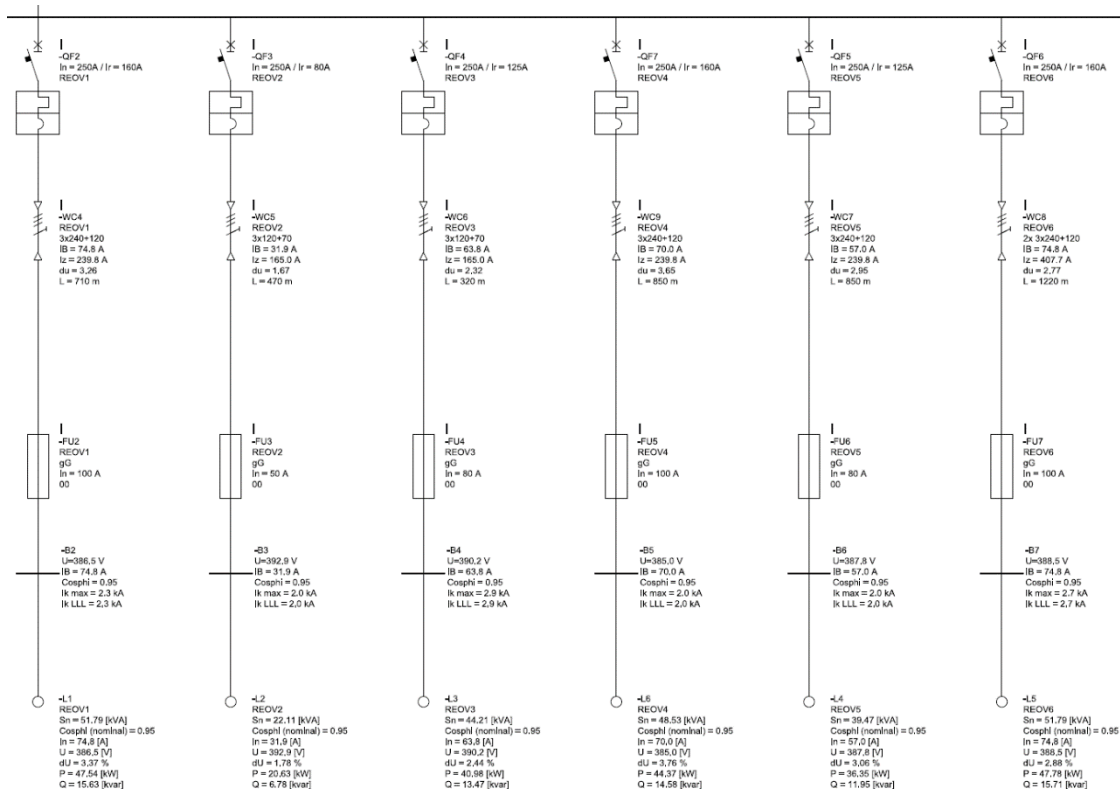 -QF2
In = 250A / Ir = 160A
REOV1
-QF3
In = 250A / Ir = 80A
REOV2
-QF4
In = 250A / Ir = 125A
REOV3
-QF7
In = 250A / Ir = 160A
REOV4
-QF5
In = 250A / Ir = 125A
REOV5
-QF6
In = 250A / Ir = 160A
REOV6
-WC4
REOV1
3x240+120
IB = 74.8 A
Iz = 239.8 A
du = 3,26
L = 710 m
-WC5
REOV2
3x120+70
IB = 31.9 A
Iz = 165.0 A
du = 1,67
L = 470 m
-WC6
REOV3
3x120+70
IB = 63.8 A
Iz = 165.0 A
du = 2,32
L = 320 m
-WC9
REOV4
3x240+120
IB = 70.0 A
Iz = 239.8 A
du = 3,65
L = 850 m
-WC7
REOV5
3x240+120
IB = 57.0 A
Iz = 239.8 A
du = 2,95
L = 850 m
-WC8
REOV6
2x 3x240+120
IB = 74.8 A
Iz = 407.7 A
du = 2,77
L = 1220 m
-FU2
REOV1
gG
In = 100 A
00
-FU3
REOV2
gG
In = 50 A
00
-FU4
REOV3
gG
In = 80 A
00
-FU5
REOV4
gG
In = 100 A
00
-FU6
REOV5
gG
In = 80 A
00
-FU7
REOV6
gG
In = 100 A
00
-B2
U=386,5 V
IB = 74.8 A
Cosphi = 0.95
Ik max = 2.3 kA
Ik LLL = 2,3 kA
-B3
U=392,9 V
IB = 31.9 A
Cosphi = 0.95
Ik max = 2.0 kA
Ik LLL = 2,0 kA
-B4
U=390,2 V
IB = 63,8 A
Cosphi = 0.95
Ik max = 2.9 kA
Ik LLL = 2,9 kA
-B5
U=385,0 V
IB = 70.0 A
Cosphi = 0.95
Ik max = 2.0 kA
Ik LLL = 2,0 kA
-B6
U=387,8 V
IB = 57.0 A
Cosphi = 0.95
Ik max = 2.0 kA
Ik LLL = 2,0 kA
-B7
U=388,5 V
IB = 74.8 A
Cosphi = 0.95
Ik max = 2.7 kA
Ik LLL = 2,7 kA
-L1
REOV1
Sn = 51.79 [kVA]
Cosphi (nominal) = 0.95
In = 74,8 [A]
U = 386,5 [V]
dU = 3,37 %
P = 47.54 [kW]
Q = 15.63 [kvar]
-L2
REOV2
Sn = 22.11 [kVA]
Cosphi (nominal) = 0.95
In = 31,9 [A]
U = 392,9 [V]
dU = 1,78 %
P = 20.63 [kW]
Q = 6.78 [kvar]
-L3
REOV3
Sn = 44.21 [kVA]
Cosphi (nominal) = 0.95
In = 63,8 [A]
U = 390,2 [V]
dU = 2,44 %
P = 40,98 [kW]
Q = 13.47 [kvar]
-L6
REOV4
Sn = 48.53 [kVA]
Cosphi (nominal) = 0.95
In = 70,0 [A]
U = 385,0 [V]
dU = 3,76 %
P = 44.37 [kW]
Q = 14.58 [kvar]
-L4
REOV5
Sn = 39.47 [kVA]
Cosphi (nominal) = 0.95
In = 57,0 [A]
U = 387,8 [V]
dU = 3,06 %
P = 36,35 [kW]
Q = 11,95 [kvar]
-L5
REOV6
Sn = 51.79 [kVA]
Cosphi (nominal) = 0.95
In = 74,8 [A]
U = 388,5 [V]
dU = 2,88 %
P = 47.78 [kW]
Q = 15.71 [kvar]